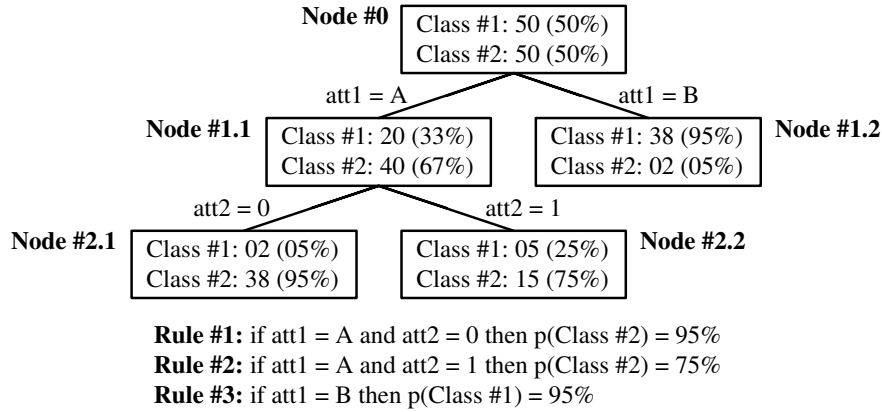 Node #0
Class #1: 50 (50%)
Class #2: 50 (50%)
att1 = A
att1 = B
Node #1.1
Class #1: 20 (33%)
Class #2: 40 (67%)
Class #1: 38 (95%)
Class #2: 02 (05%)
Node #1.2
att2 = 0
att2 = 1
Node #2.1
Class #1: 02 (05%)
Class #2: 38 (95%)
Class #1: 05 (25%)
Class #2: 15 (75%)
Node #2.2
Rule #1: if att1 = A and att2 = 0 then p(Class #2) = 95%
Rule #2: if att1 = A and att2 = 1 then p(Class #2) = 75%
Rule #3: if att1 = B then p(Class #1) = 95%